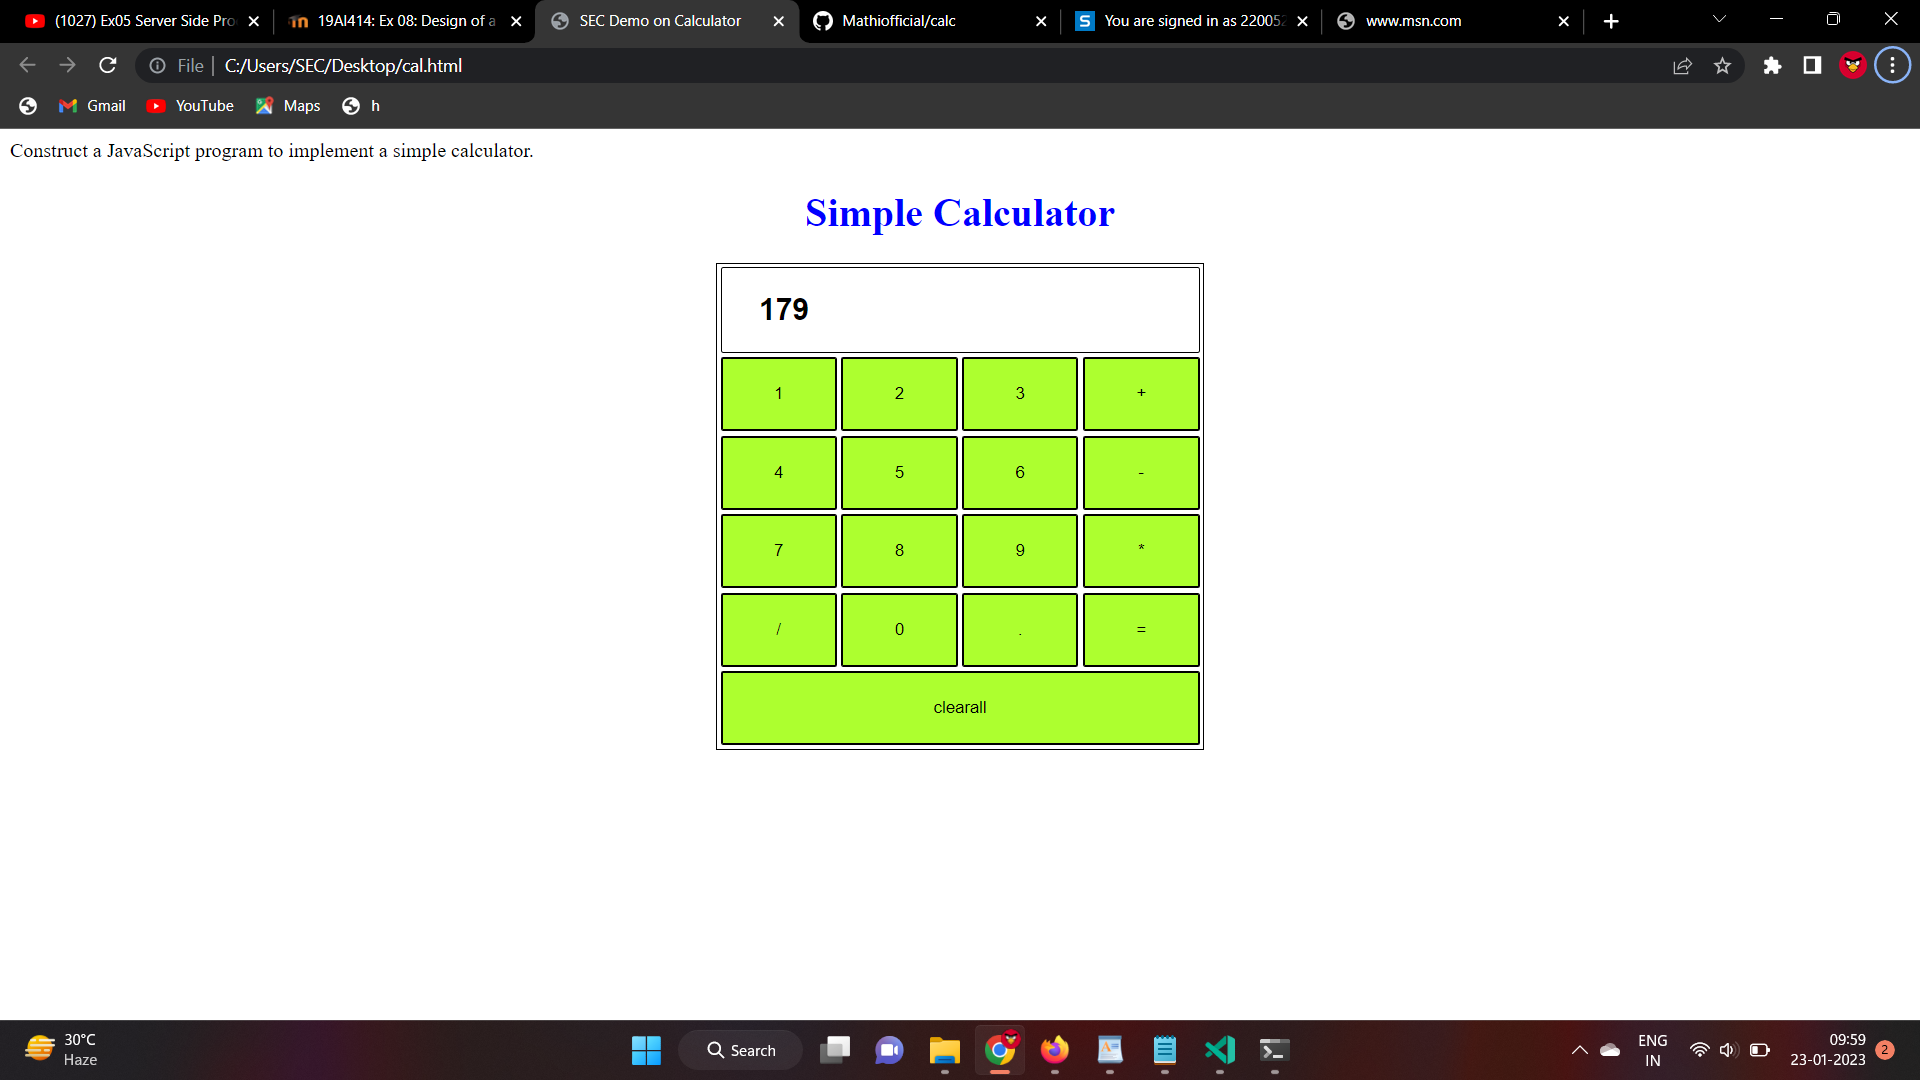 (1027) Ex05 Server Side Pro
19AI414: Ex 08: Design of a
SEC Demo on Calculator
Mathiofficial/calc
You are signed in as 22005
www.msn.com
File
C:/Users/SEC/Desktop/cal.html
Gmail
YouTube
Maps
h
Construct a JavaScript program to implement a simple calculator.
Simple Calculator
179
1 2 3 +
4 5 6 -
7 8 9 *
/ 0 . =
clearall
30°C
Haze
Search
ENG
IN
09:59
23-01-2023
2